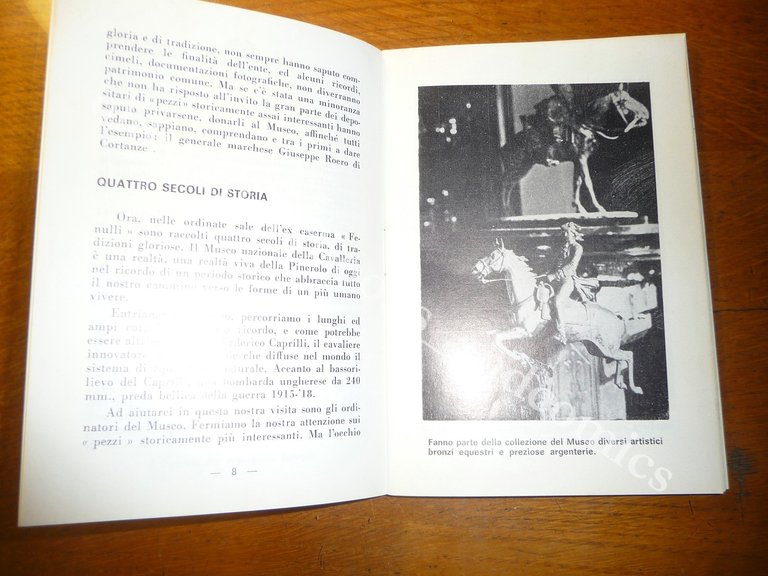 gloria e di tradizione, non sempre hanno saputo com-
prendere le finalità dell'ente, ed alcuni ricordi,
cimeli, documentazioni fotografiche, non diverranno
patrimonio comune. Ma se c'è stata una minoranza
che non ha risposto all'invito la gran parte dei depo-
sitari di «pezzi» storicamente assai interessanti hanno
saputo privarsene, donarli al Museo, affinché tutti
vedano, sappiano, comprendano e tra i primi a dare
l'esempio: il generale marchese Giuseppe Roero di
Cortanze.
QUATTRO SECOLI DI STORIA
Ora, nelle ordinate sale dell'ex caserma « Fe-
nulli » sono raccolti quattro secoli di storia, di tra-
dizioni gloriose. Il Museo nazionale della Cavalleria
è una realtà, una realtà viva della Pinerolo di oggi
nel ricordo di un periodo storico che abbraccia tutto
il nostro cammino verso le forme di un più umano
vivere.
percorriamo i lunghi ed
ampi ricordo, e come potrebbe
essere Caprilli, il cavaliere
innovatore che diffuse nel mondo il
sistema di Accanto al bassori-
lievo del bombarda ungherese da 240
mm., preda bellica della guerra 1915-'18.
Ad aiutarci in questa nostra visita sono gli ordi-
natori del Museo. Fermiamo la nostra attenzione sui
« pezzi » storicamente più interessanti. Ma l'occhio
— 8 —
Fanno parte della collezione del Museo diversi artistici
bronzi equestri e preziose argenterie.